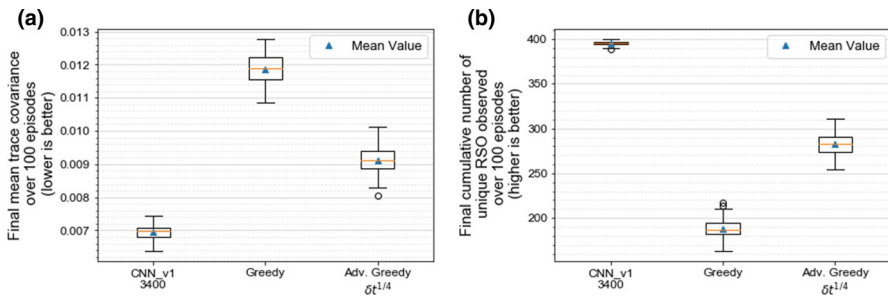 (a)
Final mean trace covariance
over 100 episodes
(lower is better)
0.013
0.012
0.011
0.010
0.009
0.008
0.007
Mean Value
CNN_v1
3400
Greedy
Adv. Greedy
δt^1/4
(b)
Final cumulative number of
unique RSO observed
over 100 episodes
(higher is better)
400
350
300
250
200
Mean Value
CNN_v1
3400
Greedy
Adv. Greedy
δt^1/4